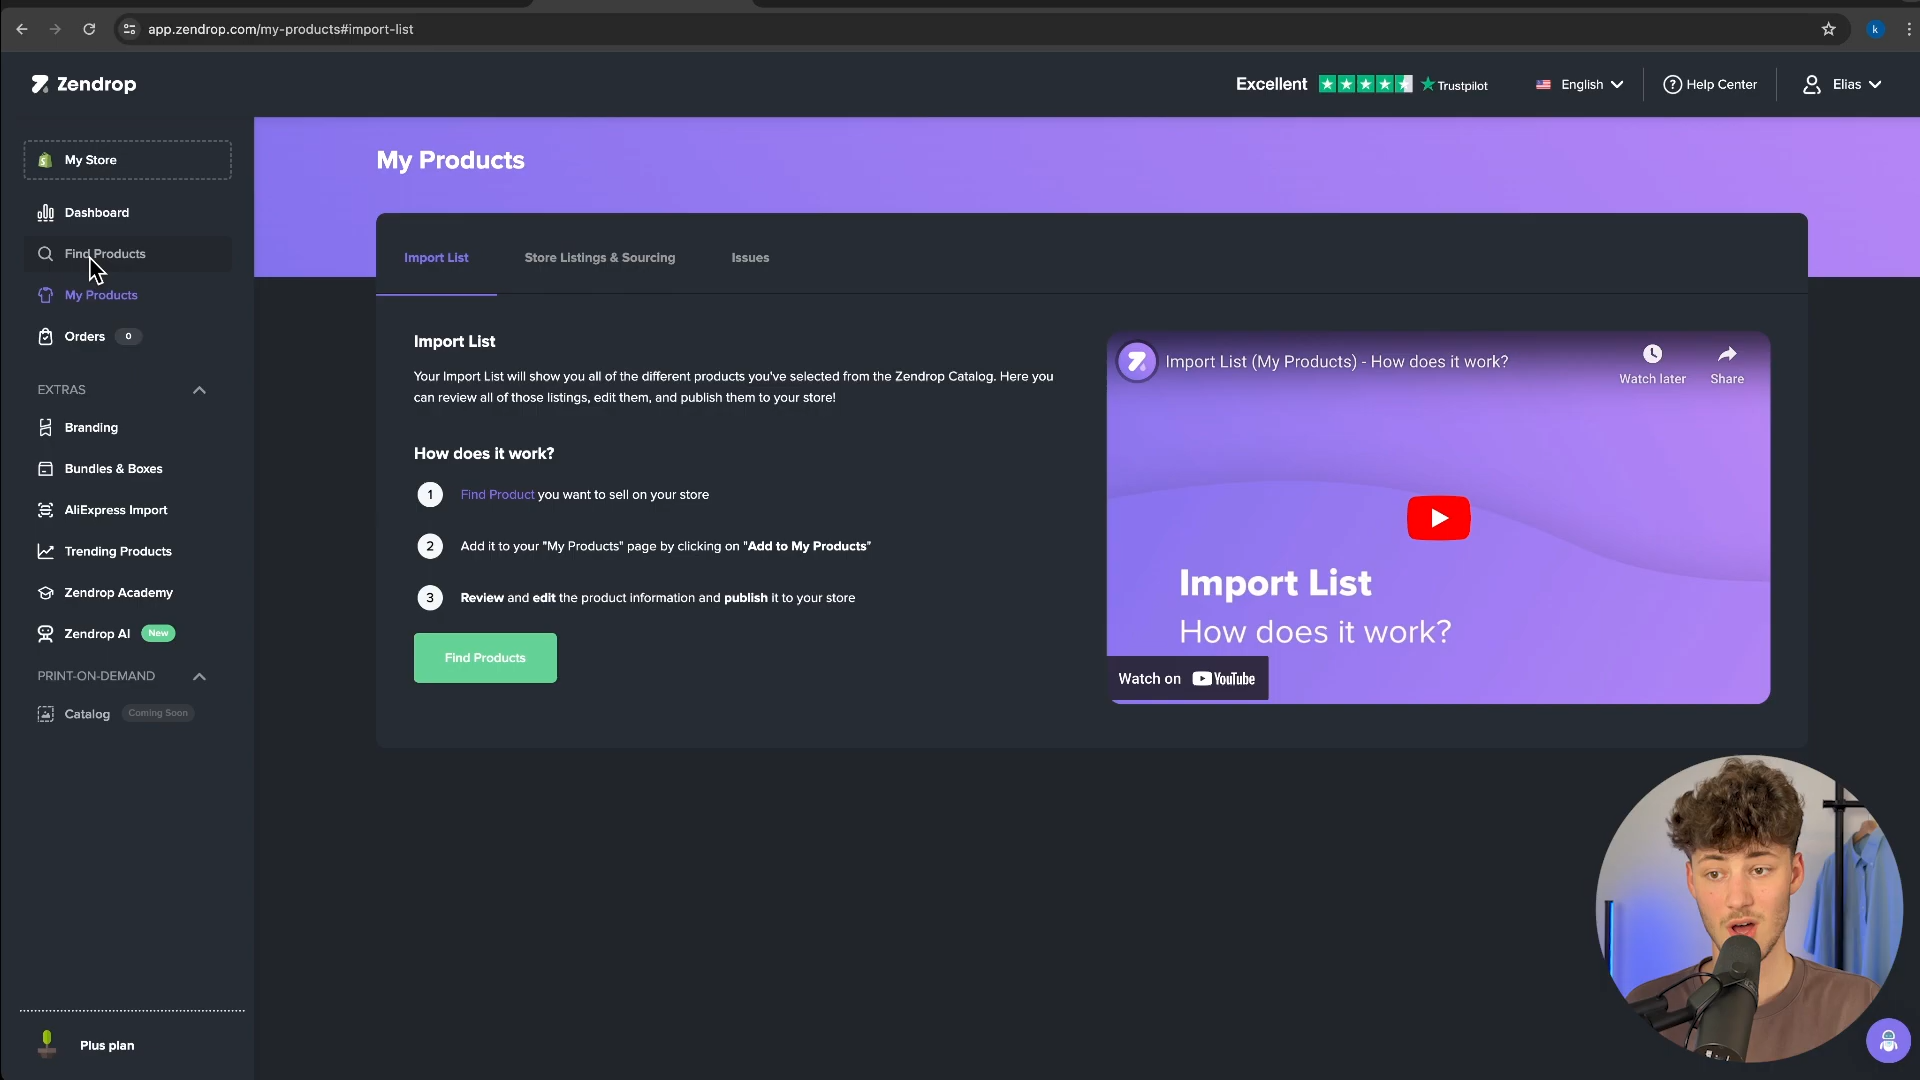 app.zendrop.com/my-products#import-list
k
Zendrop
Excellent Trustpilot
English
Help Center
Elias
My Store
Dashboard
Find Products
My Products
Orders 0
EXTRAS
Branding
Bundles & Boxes
AliExpress Import
Trending Products
Zendrop Academy
Zendrop AI New
PRINT-ON-DEMAND
Catalog Coming Soon
Plus plan
My Products
Import List Store Listings & Sourcing Issues
Import List
Your Import List will show you all of the different products you've selected from the Zendrop Catalog. Here you
can review all of those listings, edit them, and publish them to your store!
How does it work?
1 Find Product you want to sell on your store
2 Add it to your "My Products" page by clicking on "Add to My Products"
3 Review and edit the product information and publish it to your store
Find Products
Import List (My Products) - How does it work?
Watch later
Share
Import List
How does it work?
Watch on YouTube